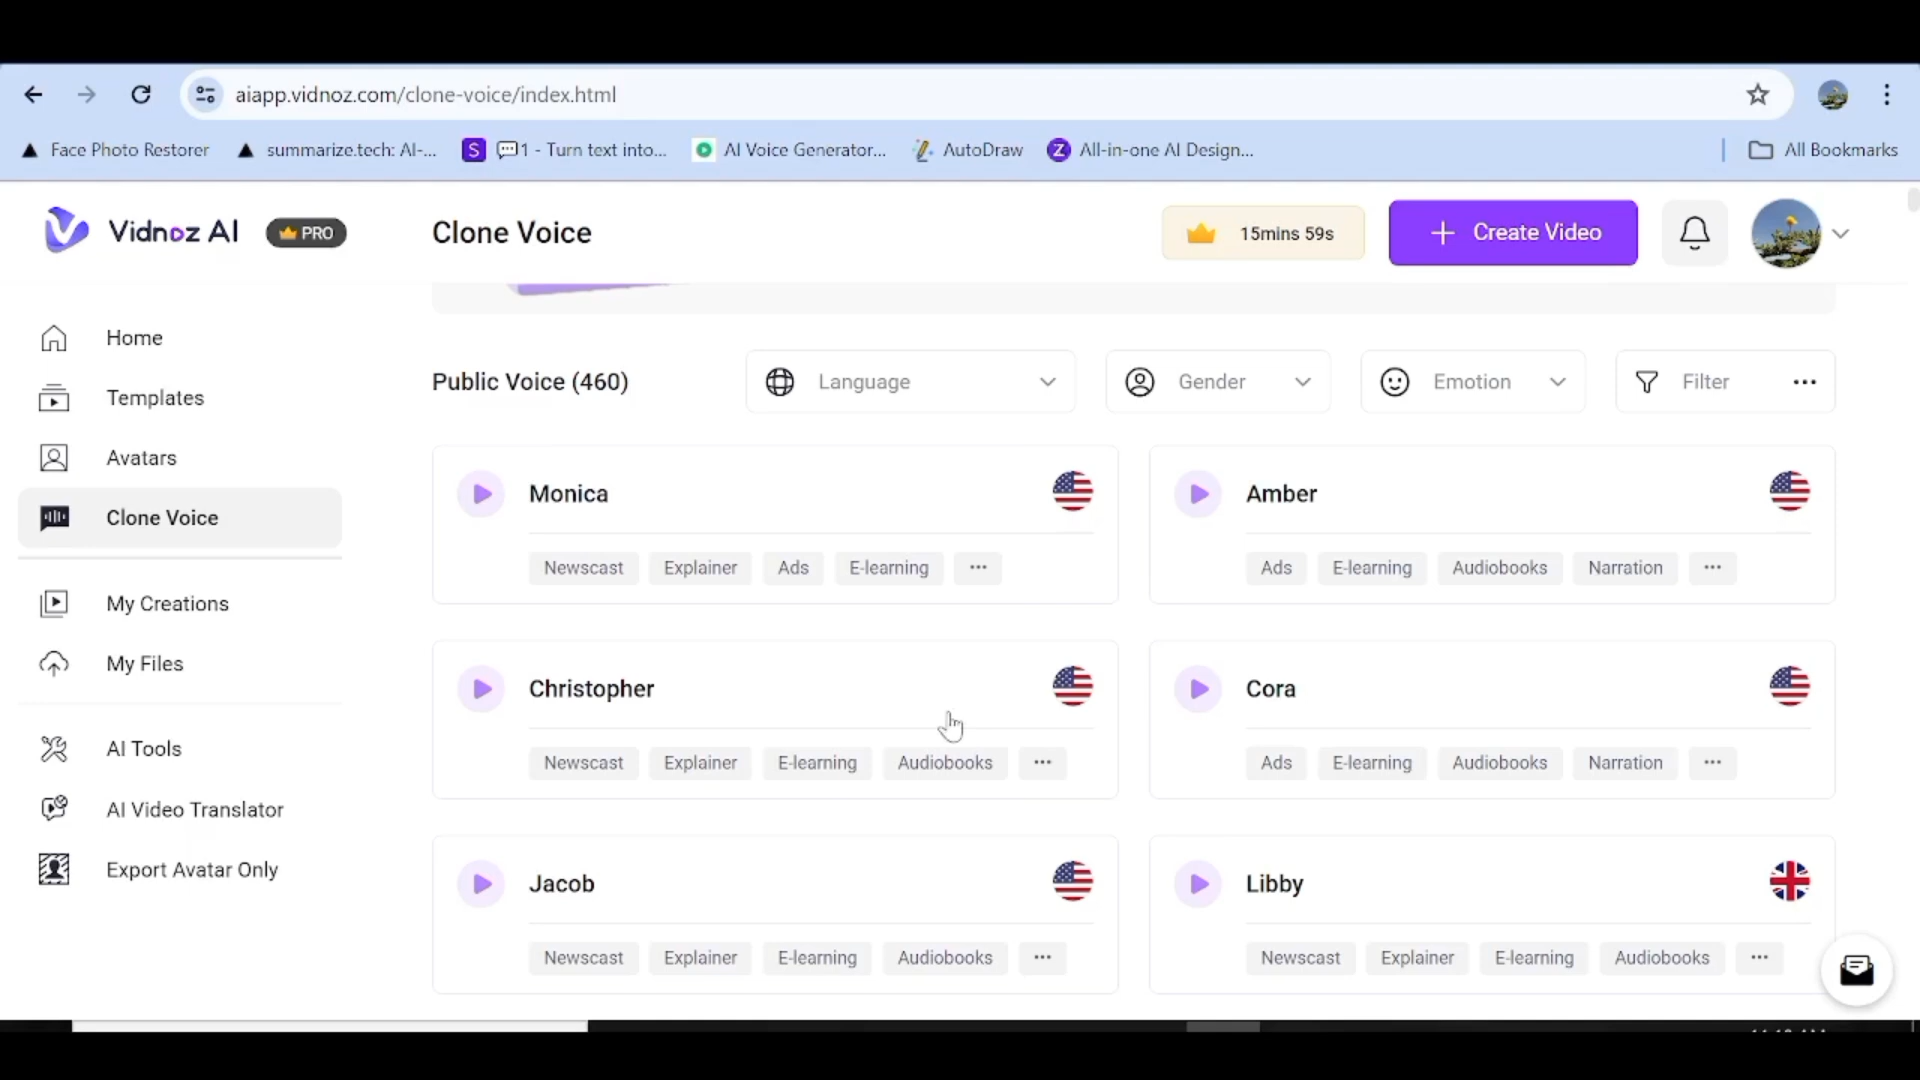 aiapp.vidnoz.com/clone-voice/index.html
Face Photo Restorer
summarize.tech: AI-...
S
1 - Turn text into...
AI Voice Generator...
AutoDraw
Z
All-in-one AI Design...
All Bookmarks
Vidnoz AI
PRO
Clone Voice
15mins 59s
+ Create Video
Home
Templates
Avatars
Clone Voice
My Creations
My Files
AI Tools
AI Video Translator
Export Avatar Only
Public Voice (460)
Language
Gender
Emotion
Filter
...
Monica
Newscast Explainer Ads E-learning ...
Amber
Ads E-learning Audiobooks Narration ...
Christopher
Newscast Explainer E-learning Audiobooks ...
Cora
Ads E-learning Audiobooks Narration ...
Jacob
Newscast Explainer E-learning Audiobooks ...
Libby
Newscast Explainer E-learning Audiobooks ...